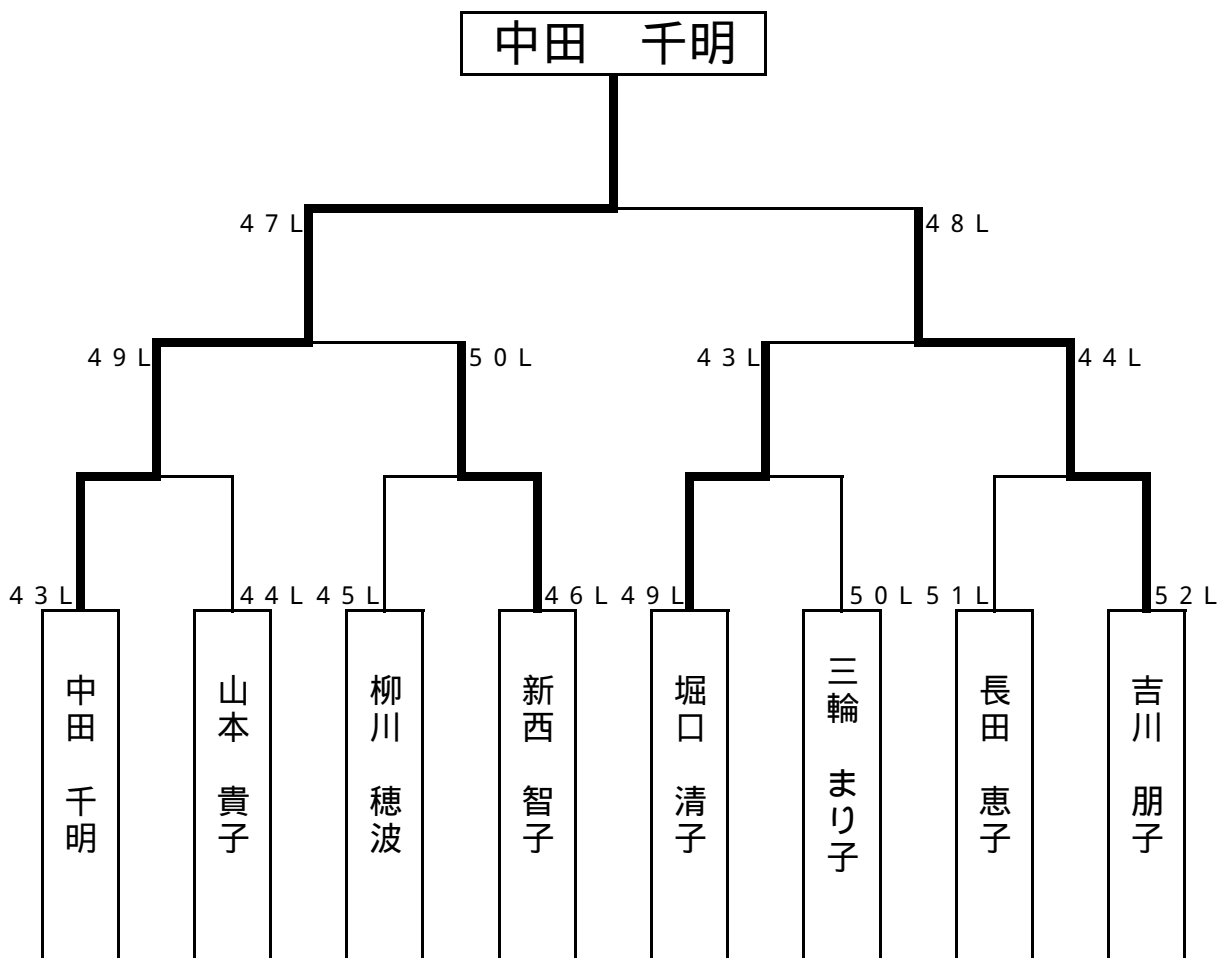 中田　千明
４７Ｌ
４８Ｌ
４９Ｌ
５０Ｌ
４３Ｌ
４４Ｌ
４３Ｌ
４４Ｌ
４５Ｌ
４６Ｌ
４９Ｌ
５０Ｌ
５１Ｌ
５２Ｌ
中田　千明
山本　貴子
柳川　穂波
新西　智子
堀口　清子
三輪　まり子
長田　恵子
吉川　朋子